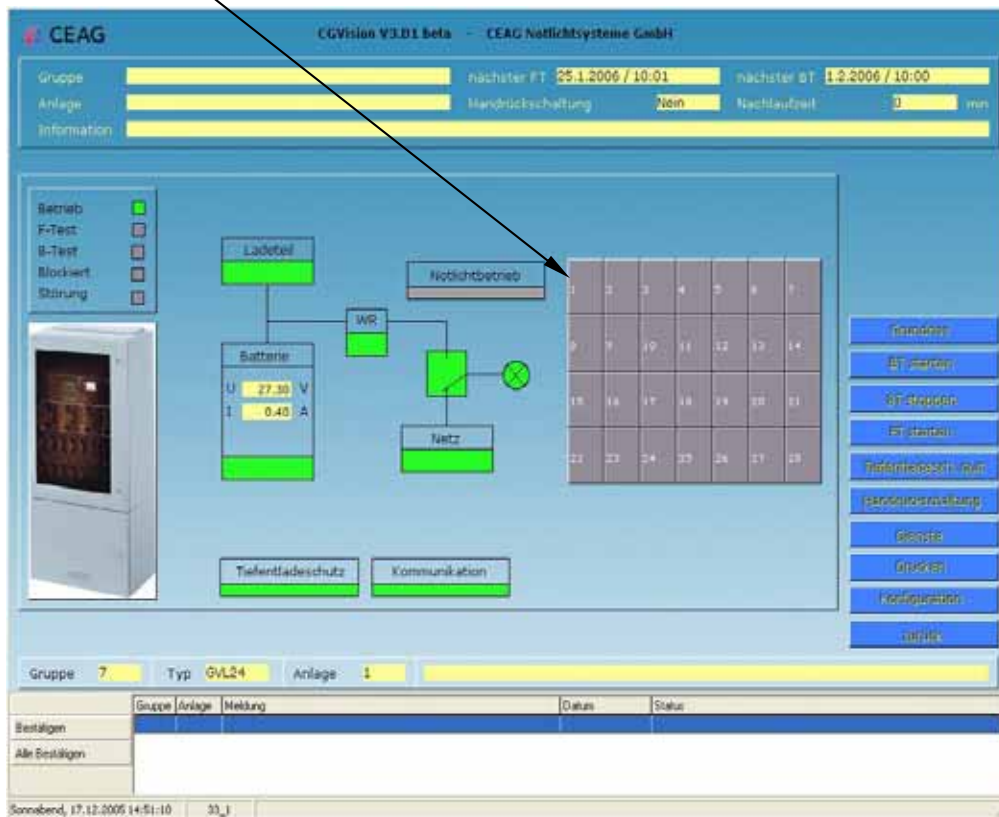 CEAG
CGVision V3.01 beta - CEAG Notlichtsysteme GmbH
Gruppe
nächster FT 25.1.2006 / 10:01
nächster BT 1.2.2006 / 10:00
Anlage
Handrückschaltung Nein
Nachlaufzeit 0 min
Information
Betrieb
F-Test
B-Test
Blockiert
Störung
Ladeteil
Notlichtbetrieb
WR
Batterie
U 27.30 V
I 0.40 A
Netz
Tiefentladeschutz
Kommunikation
1 2 3 4 5 6 7
8 9 10 11 12 13 14
15 16 17 18 19 20 21
22 23 24 25 26 27 28
BT starten
BT stoppen
FT starten
Dienste
Drucken
Konfiguration
zurück
Gruppe 7 Typ GVL24 Anlage 1
Gruppe Anlage Meldung Datum Status
Bestätigen
Alle Bestätigen
Sonnabend, 17.12.2005 14:51:10 33_1